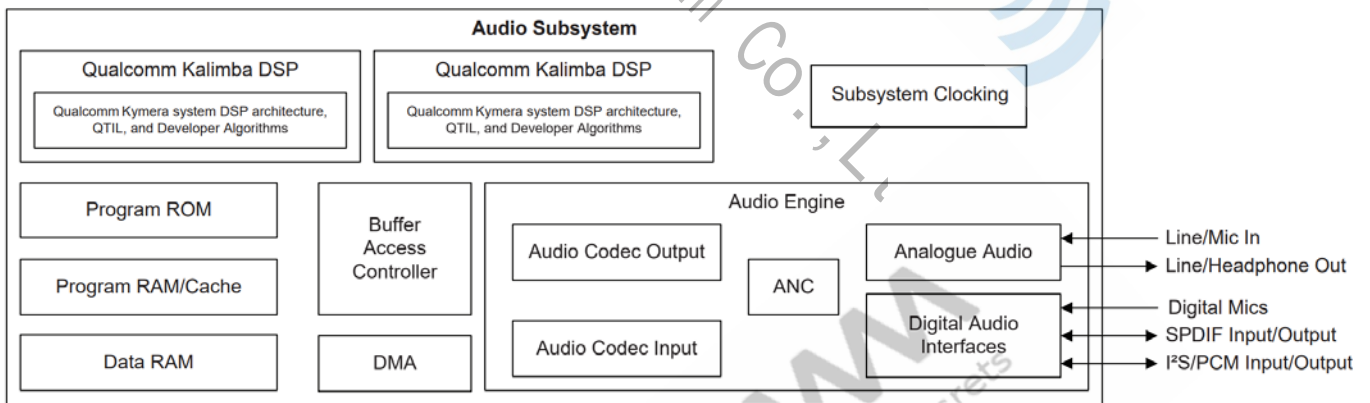 Audio Subsystem
Qualcomm Kalimba DSP
Qualcomm Kymera system DSP architecture,
QTIL, and Developer Algorithms
Qualcomm Kalimba DSP
Qualcomm Kymera system DSP architecture,
QTIL, and Developer Algorithms
Subsystem Clocking
Program ROM
Program RAM/Cache
Data RAM
Buffer
Access
Controller
DMA
Audio Engine
Audio Codec Output
Audio Codec Input
ANC
Analogue Audio
Digital Audio
Interfaces
Line/Mic In
Line/Headphone Out
Digital Mics
SPDIF Input/Output
I²S/PCM Input/Output
Co.,